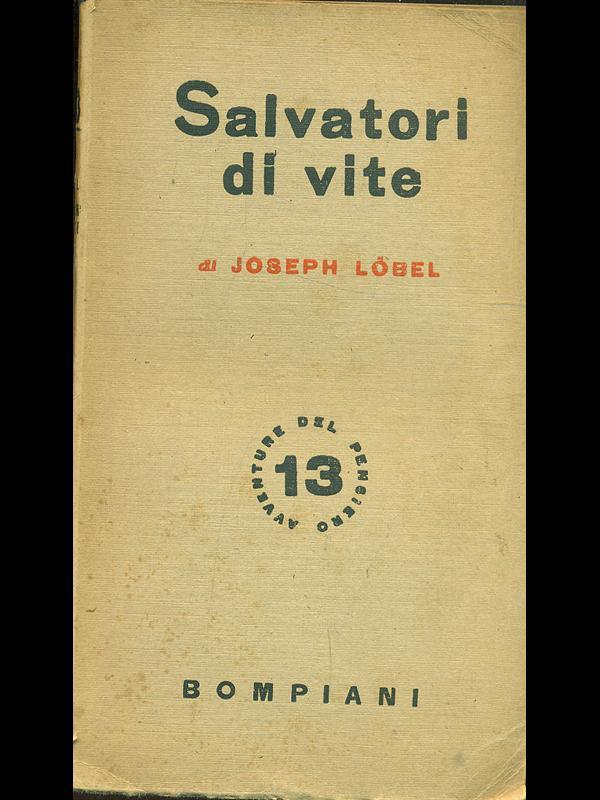 Salvatori
di vite
di JOSEPH LÖBEL
AVVENTURE DEL PENSIERO
13
BOMPIANI